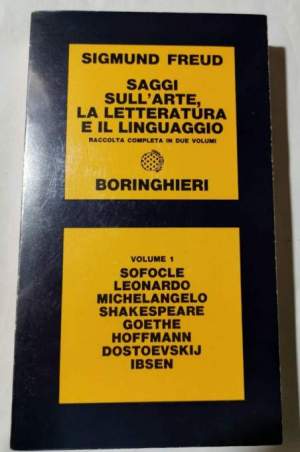 SIGMUND FREUD
SAGGI
SULL'ARTE,
LA LETTERATURA
E IL LINGUAGGIO
RACCOLTA COMPLETA IN DUE VOLUMI
BORINGHIERI
VOLUME 1
SOFOCLE
LEONARDO
MICHELANGELO
SHAKESPEARE
GOETHE
HOFFMANN
DOSTOEVSKIJ
IBSEN